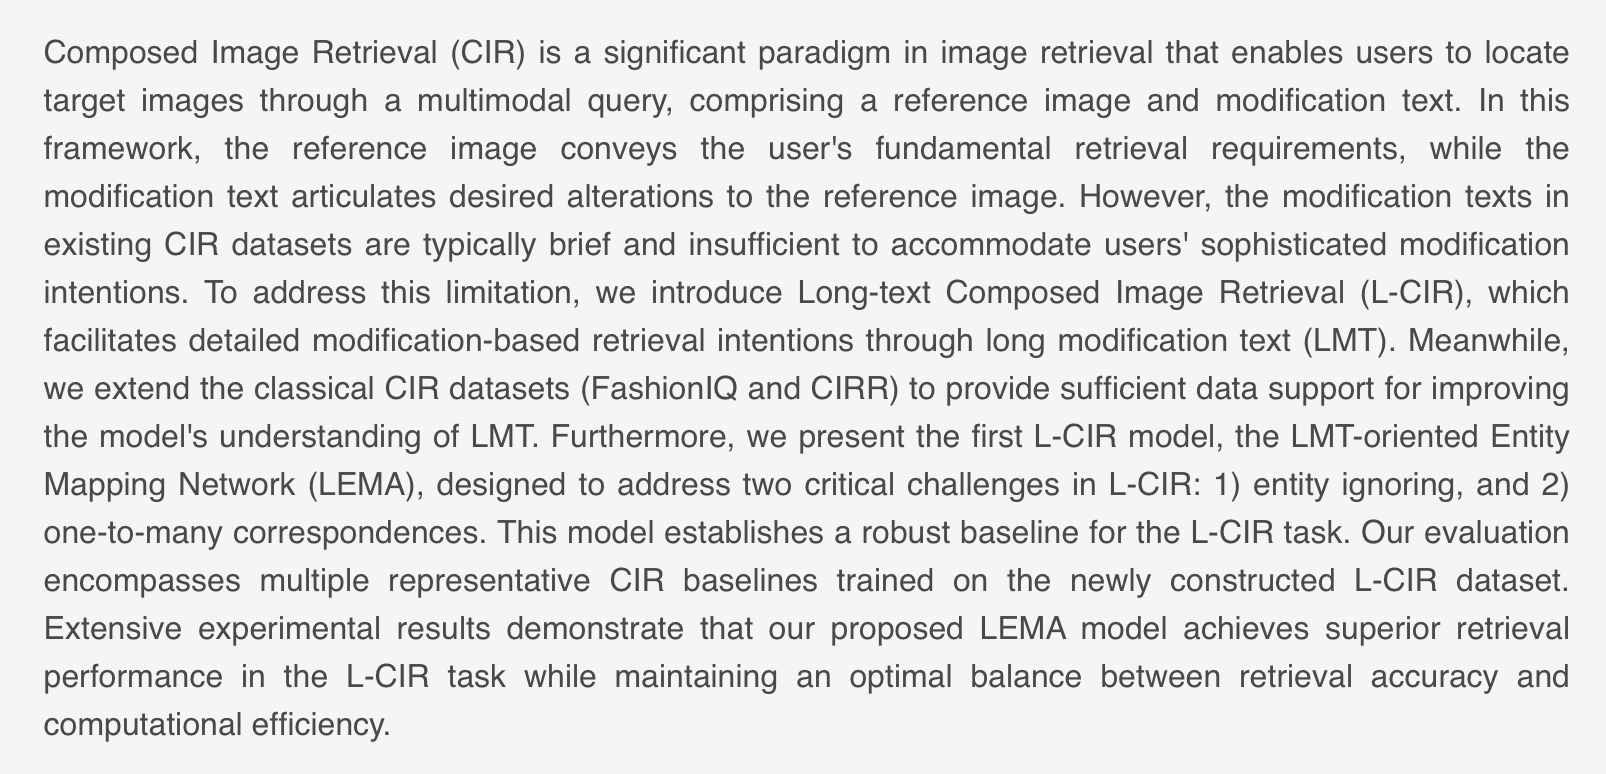 Composed Image Retrieval (CIR) is a significant paradigm in image retrieval that enables users to locate
target images through a multimodal query, comprising a reference image and modification text. In this
framework, the reference image conveys the user's fundamental retrieval requirements, while the
modification text articulates desired alterations to the reference image. However, the modification texts in
existing CIR datasets are typically brief and insufficient to accommodate users' sophisticated modification
intentions. To address this limitation, we introduce Long-text Composed Image Retrieval (L-CIR), which
facilitates detailed modification-based retrieval intentions through long modification text (LMT). Meanwhile,
we extend the classical CIR datasets (FashionIQ and CIRR) to provide sufficient data support for improving
the model's understanding of LMT. Furthermore, we present the first L-CIR model, the LMT-oriented Entity
Mapping Network (LEMA), designed to address two critical challenges in L-CIR: 1) entity ignoring, and 2)
one-to-many correspondences. This model establishes a robust baseline for the L-CIR task. Our evaluation
encompasses multiple representative CIR baselines trained on the newly constructed L-CIR dataset.
Extensive experimental results demonstrate that our proposed LEMA model achieves superior retrieval
performance in the L-CIR task while maintaining an optimal balance between retrieval accuracy and
computational efficiency.